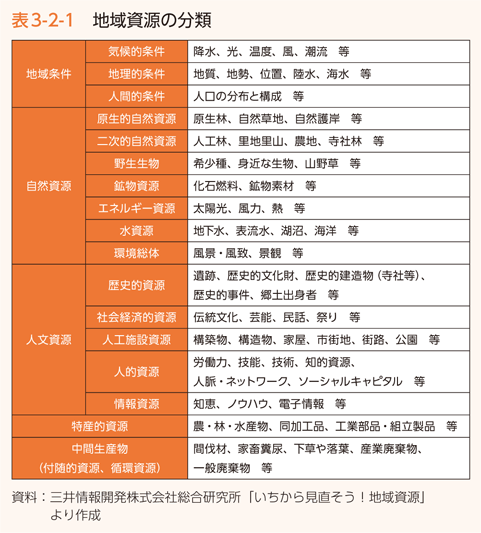 表3-2-1 地域資源の分類
地域条件
気候的条件 降水、光、温度、風、潮流 等
地理的条件 地質、地勢、位置、陸水、海水 等
人間的条件 人口の分布と構成 等
自然資源
原生的自然資源 原生林、自然草地、自然護岸 等
二次的自然資源 人工林、里地里山、農地、寺社林 等
野生生物 希少種、身近な生物、山野草 等
鉱物資源 化石燃料、鉱物素材 等
エネルギー資源 太陽光、風力、熱 等
水資源 地下水、表流水、湖沼、海洋 等
環境総体 風景・風致、景観 等
人文資源
歴史的資源 遺跡、歴史的文化財、歴史的建造物（寺社等）、
歴史的事件、郷土出身者 等
社会経済的資源 伝統文化、芸能、民話、祭り 等
人工施設資源 構築物、構造物、家屋、市街地、街路、公園 等
人的資源 労働力、技能、技術、知的資源、
人脈・ネットワーク、ソーシャルキャピタル 等
情報資源 知恵、ノウハウ、電子情報 等
特産的資源 農・林・水産物、同加工品、工業部品・組立製品 等
中間生産物
（付随的資源、循環資源）
間伐材、家畜糞尿、下草や落葉、産業廃棄物、
一般廃棄物 等
資料：三井情報開発株式会社総合研究所「いちから見直そう！地域資源」
より作成